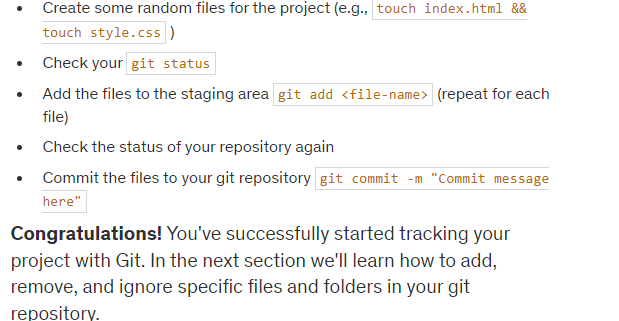 Create some random files for the project (e.g., touch index.html &&
touch style.css )
Check your git status
Add the files to the staging area git add <file-name> (repeat for each
file)
Check the status of your repository again
Commit the files to your git repository git commit -m "Commit message
here"
Congratulations! You've successfully started tracking your
project with Git. In the next section we'll learn how to add,
remove, and ignore specific files and folders in your git
repository.